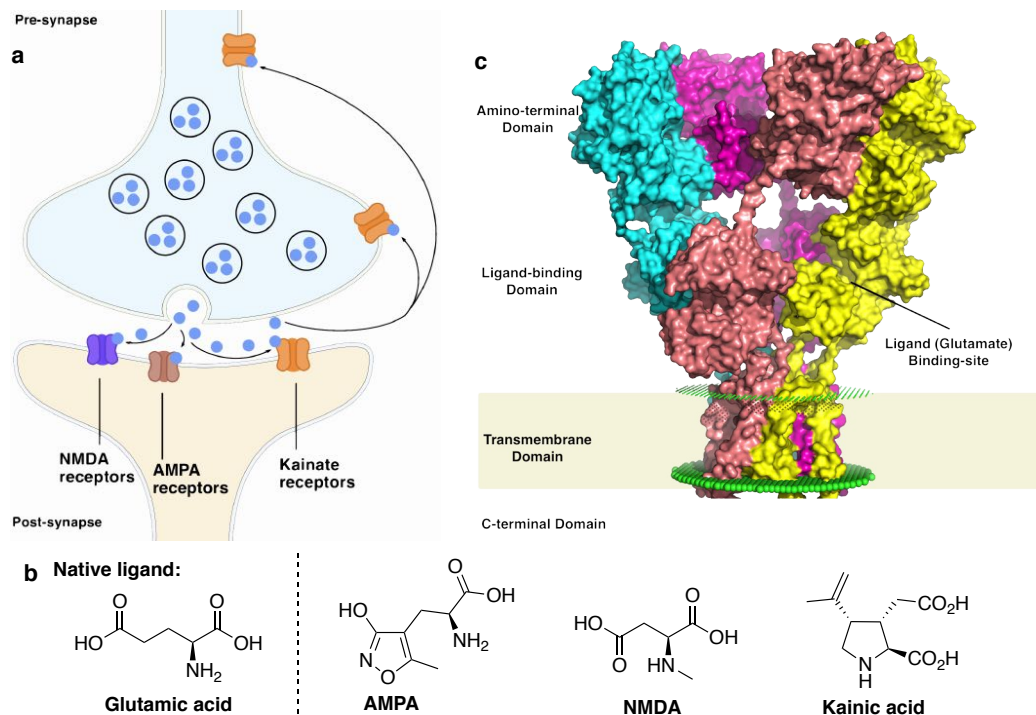 Pre-synapse
a
NMDA
receptors
AMPA
receptors
Kainate
receptors
Post-synapse
c
Amino-terminal
Domain
Ligand-binding
Domain
Ligand (Glutamate)
Binding-site
Transmembrane
Domain
C-terminal Domain
b Native ligand:
O
O
HO
OH
NH2
Glutamic acid
O
HO
OH
NH2
N
O
AMPA
O
HO
OH
O
HN
NMDA
CO2H
CO2H
N
H
Kainic acid